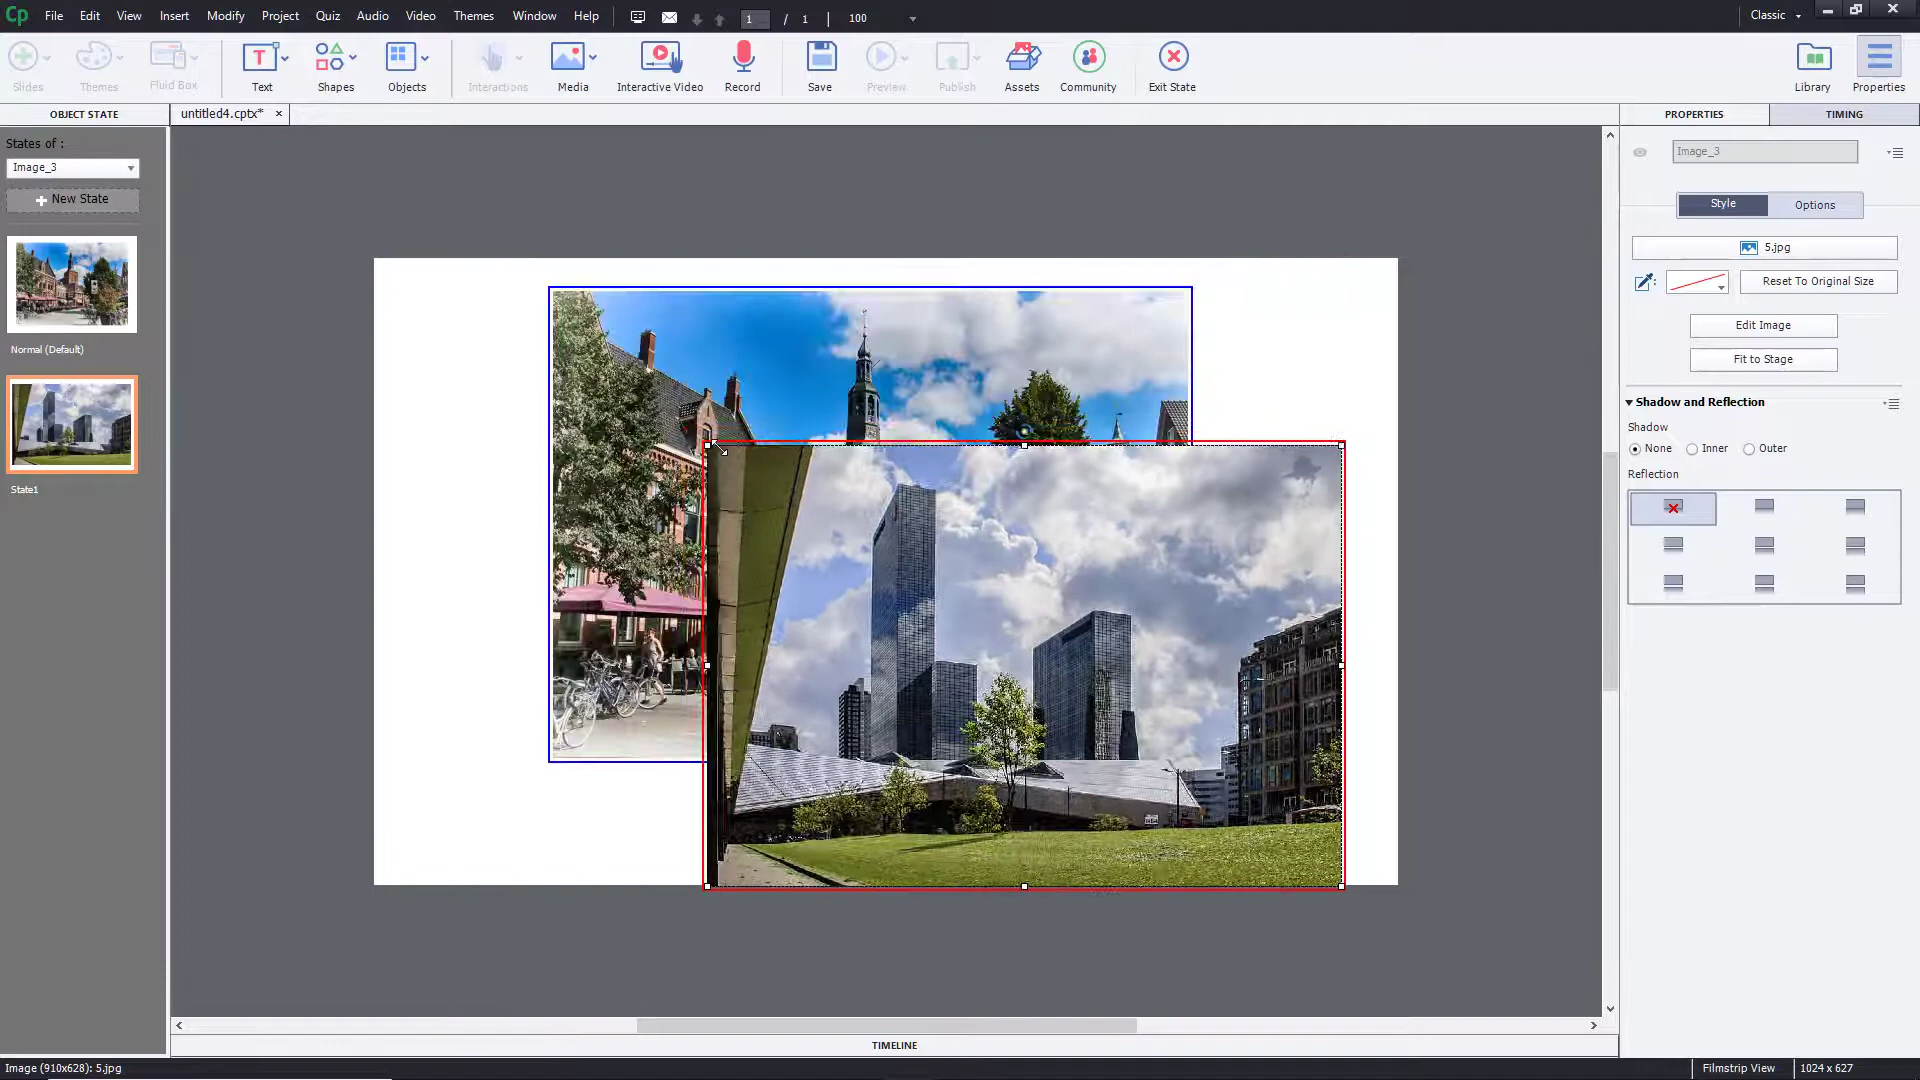 Cp File Edit View Insert Modify Project Quiz Audio Video Themes Window Help 1 / 1 100 Classic
Slides Themes Fluid Box Text Shapes Objects Interactions Media Interactive Video Record Save Preview Publish Assets Community Exit State Library Properties
OBJECT STATE
untitled4.cptx*
PROPERTIES TIMING
States of :
Image_3
New State
Normal (Default)
State1
Image_3
Style Options
5.jpg
Reset To Original Size
Edit Image
Fit to Stage
Shadow and Reflection
Shadow
None Inner Outer
Reflection
TIMELINE
Image (910x628): 5.jpg
Filmstrip View 1024 x 627